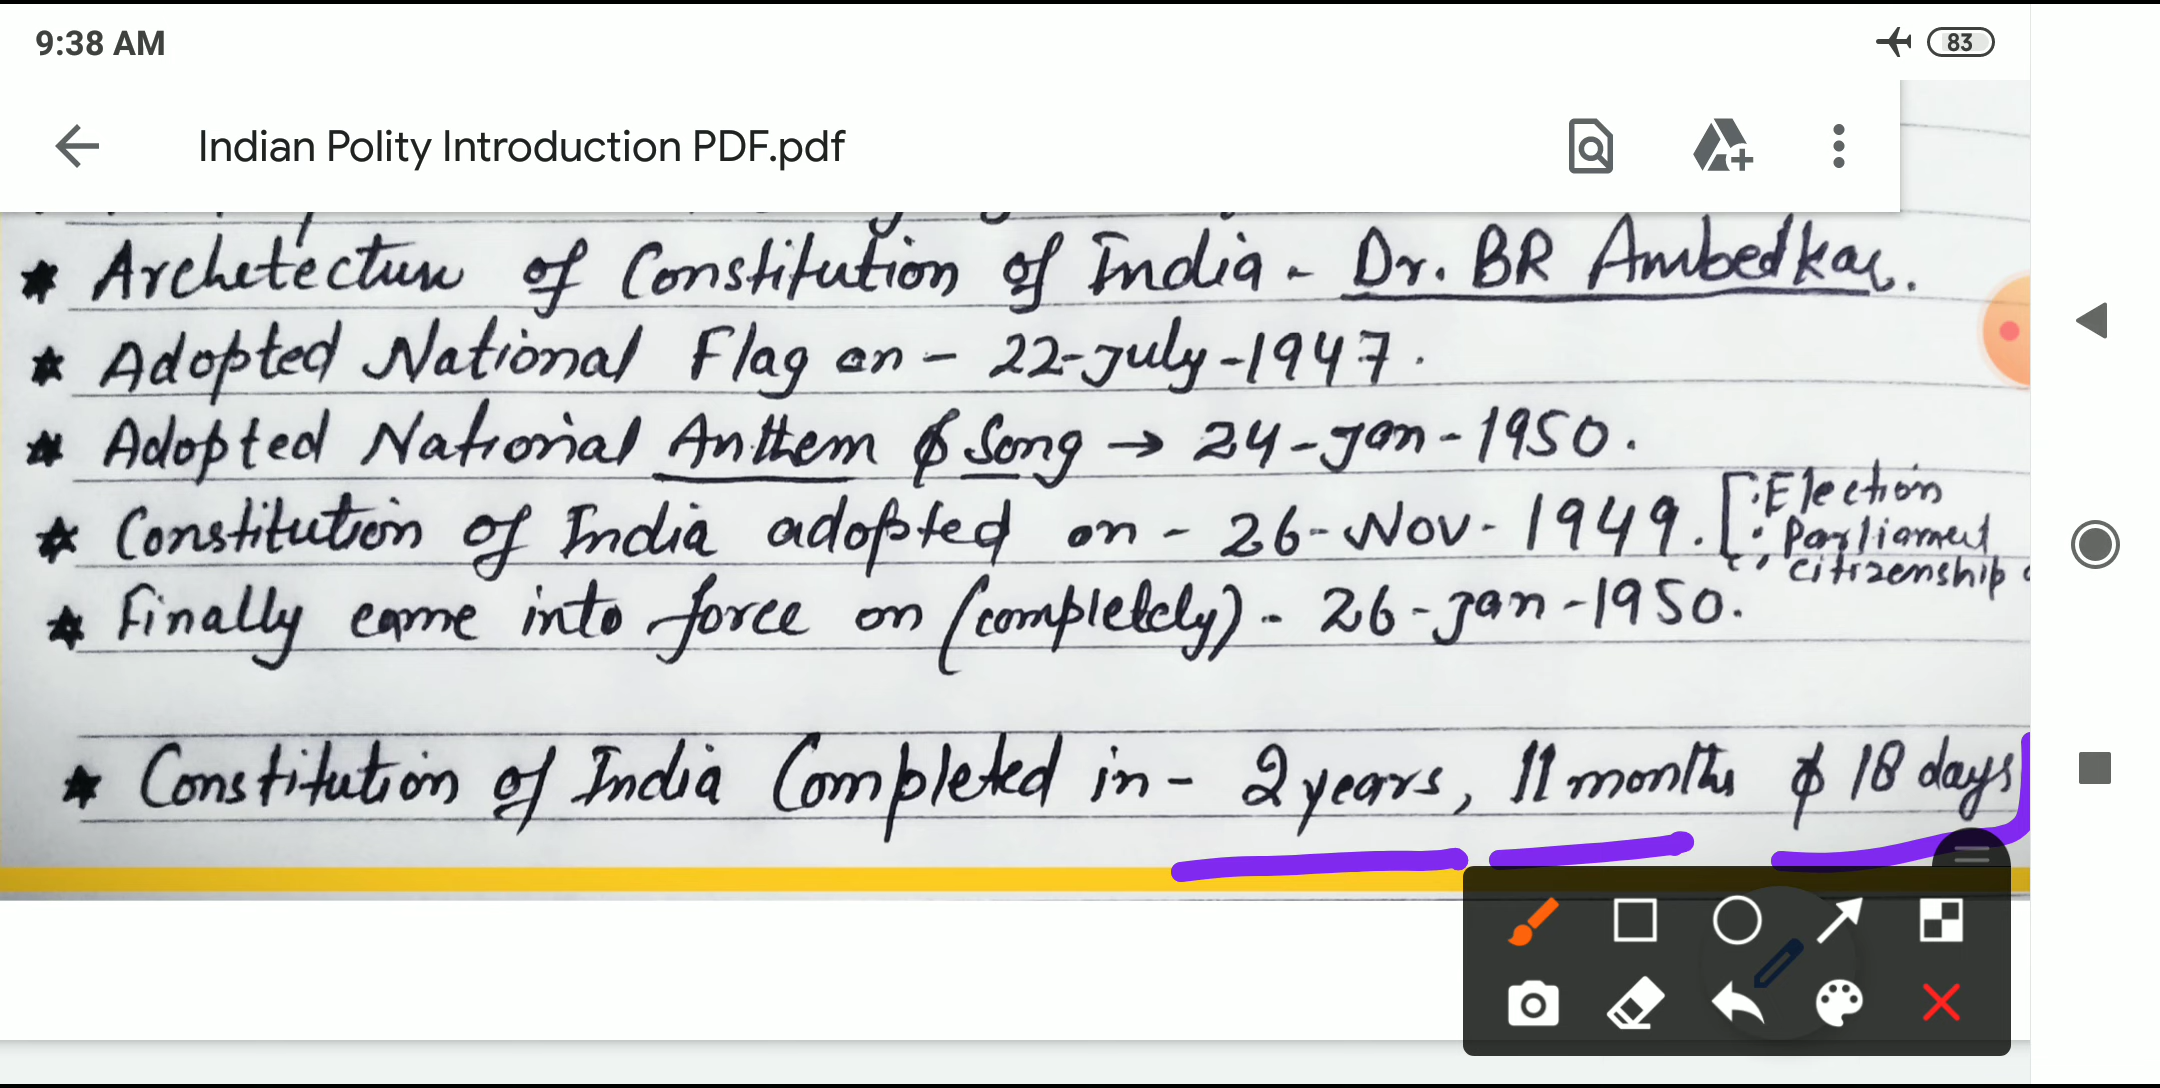 9:38 AM
83
Indian Polity Introduction PDF.pdf
★ Archetecture of Constitution of India - Dr. BR Ambedkar.
★ Adopted National Flag on - 22-July-1947.
★ Adopted National Anthem & Song → 24-Jan-1950.
★ Constitution of India adopted on - 26-Nov-1949. [ • Election
• Parliament
• citizenship
★ Finally came into force on (completely) - 26-Jan-1950.
★ Constitution of India Completed in - 2 years, 11 months & 18 days